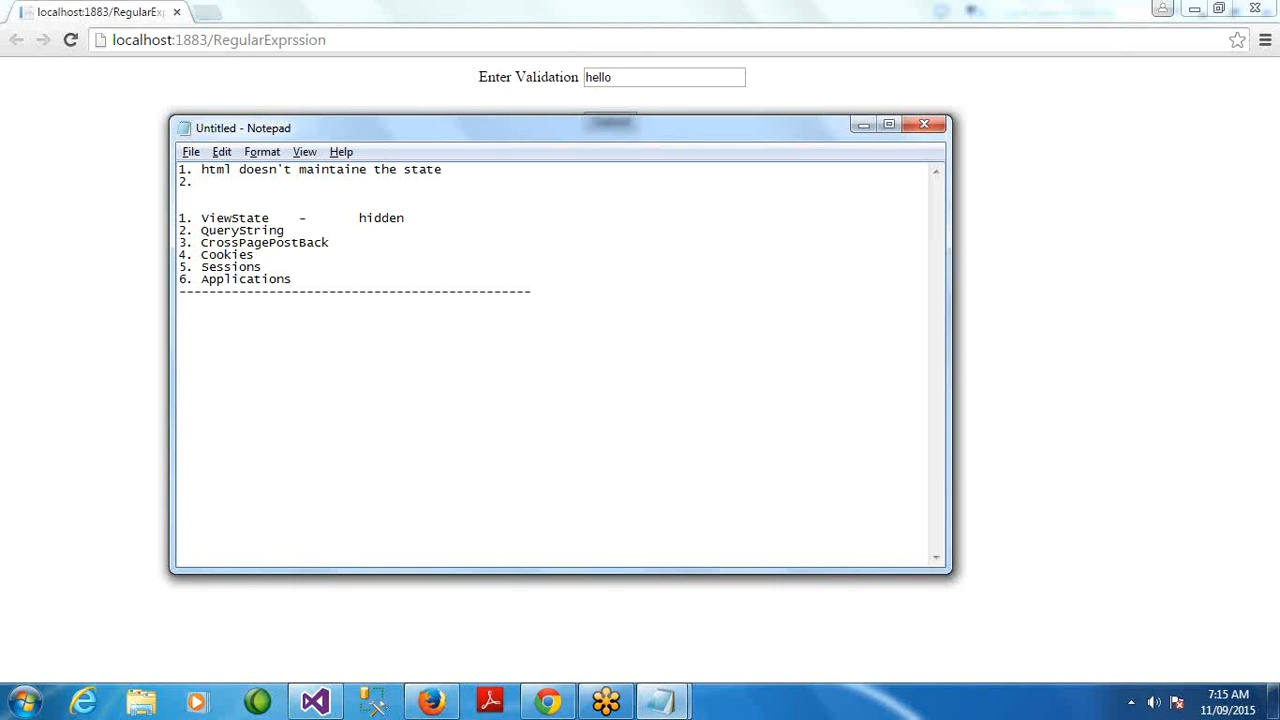 localhost:1883/RegularExp
localhost:1883/RegularExprssion
Enter Validation hello
Untitled - Notepad
File Edit Format View Help
1. html doesn't maintaine the state
2.
1. ViewState - hidden
2. QueryString
3. CrossPagePostBack
4. Cookies
5. Sessions
6. Applications
-----------------------------------------------
7:15 AM
11/09/2015